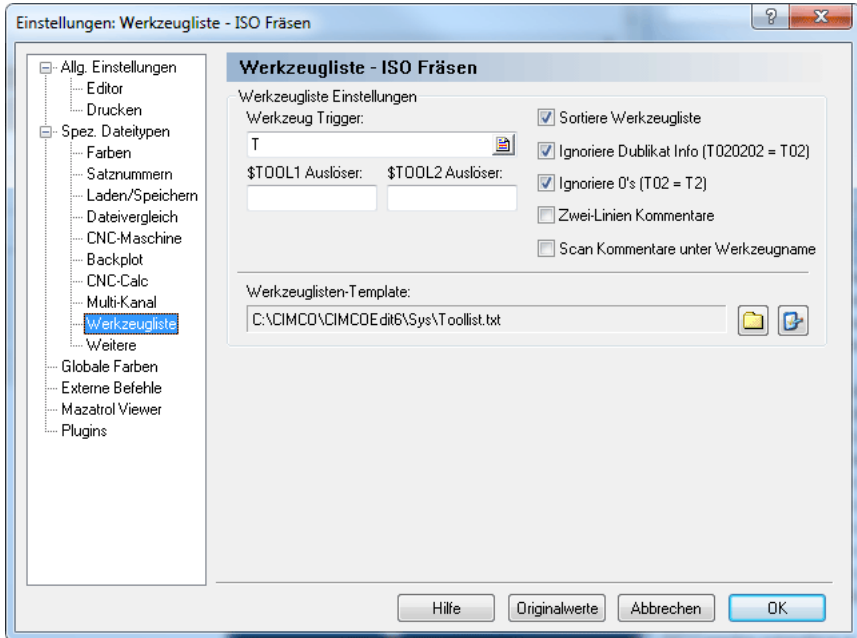 Einstellungen: Werkzeugliste - ISO Fräsen
Allg. Einstellungen
Editor
Drucken
Spez. Dateitypen
Farben
Satznummern
Laden/Speichern
Dateivergleich
CNC-Maschine
Backplot
CNC-Calc
Multi-Kanal
Werkzeugliste
Weitere
Globale Farben
Externe Befehle
Mazatrol Viewer
Plugins
Werkzeugliste - ISO Fräsen
Werkzeugliste Einstellungen
Werkzeug Trigger:
T
$TOOL1 Auslöser: $TOOL2 Auslöser:
Sortiere Werkzeugliste
Ignoriere Dublikat Info (T020202 = T02)
Ignoriere 0's (T02 = T2)
Zwei-Linien Kommentare
Scan Kommentare unter Werkzeugname
Werkzeuglisten-Template:
C:\CIMCO\CIMCOEdit6\Sys\Toollist.txt
Hilfe Originalwerte Abbrechen OK